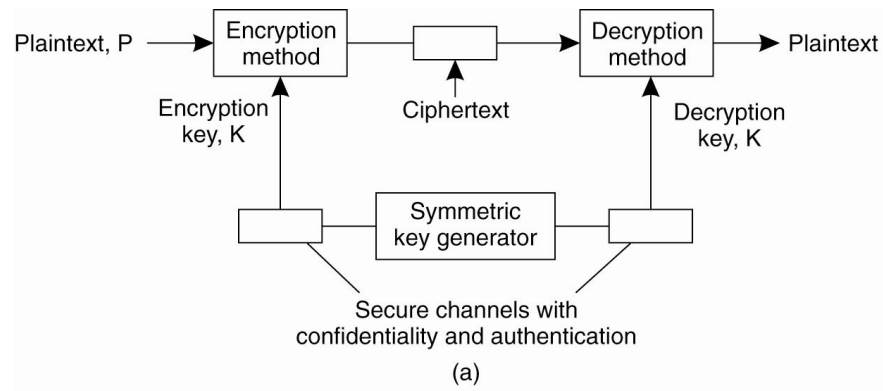 Plaintext, P
Encryption
method
Decryption
method
Plaintext
Encryption
key, K
Ciphertext
Decryption
key, K
Symmetric
key generator
Secure channels with
confidentiality and authentication
(a)